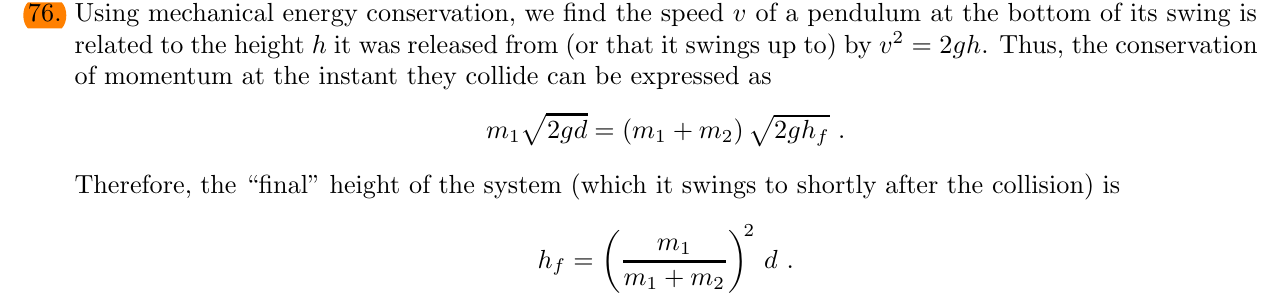 76. Using mechanical energy conservation, we find the speed v of a pendulum at the bottom of its swing is
related to the height h it was released from (or that it swings up to) by v² = 2gh. Thus, the conservation
of momentum at the instant they collide can be expressed as
m₁√(2gd) = (m₁ + m₂) √(2gh_f) .
Therefore, the “final” height of the system (which it swings to shortly after the collision) is
h_f = (m₁ / (m₁ + m₂))² d .